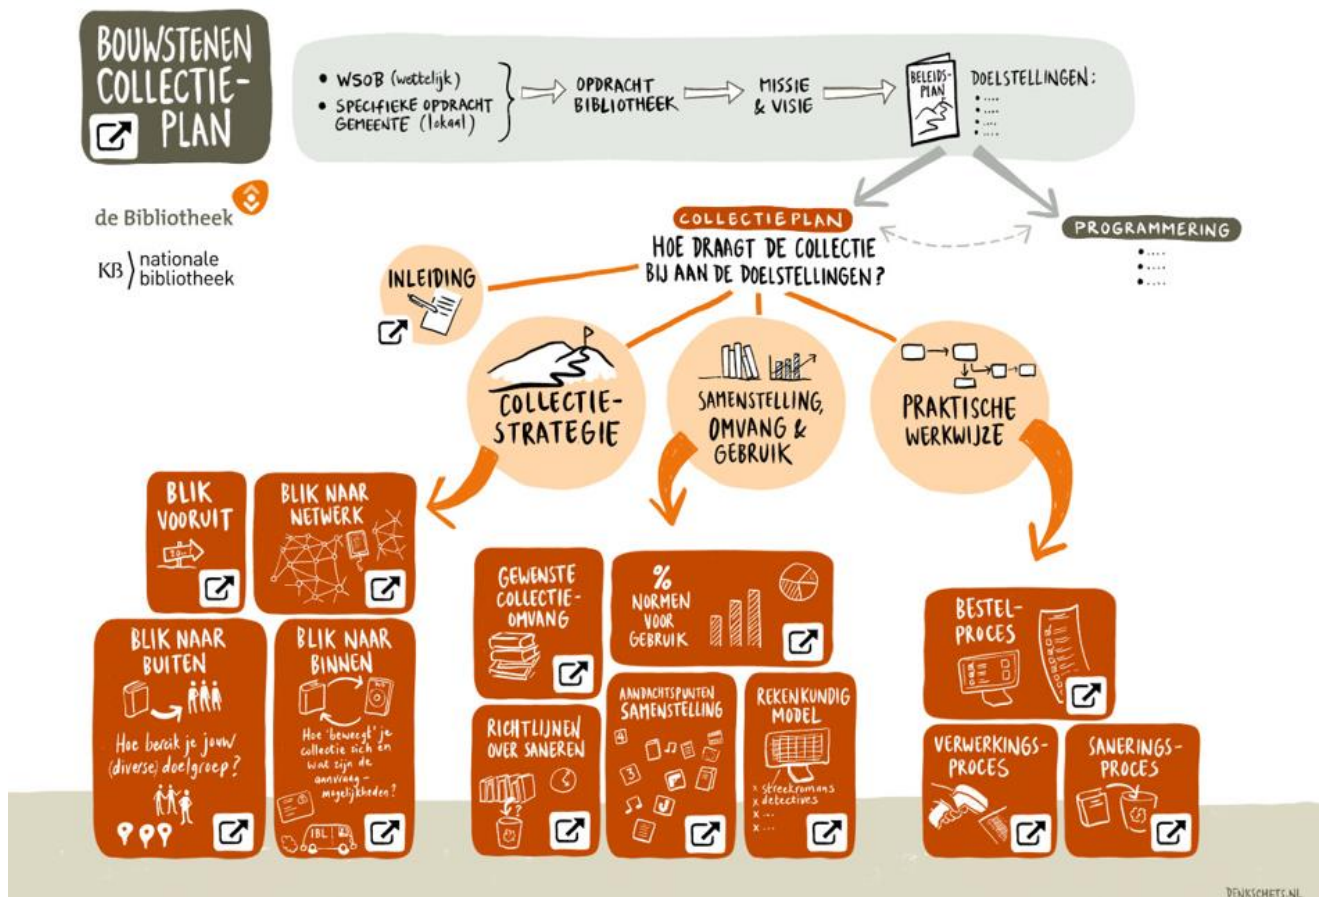 BOUWSTENEN
COLLECTIE-
PLAN
de Bibliotheek
KB nationale
bibliotheek
• WSOB (wettelijk)
• SPECIFIEKE OPDRACHT
GEMEENTE (lokaal)
OPDRACHT
BIBLIOTHEEK
MISSIE
& VISIE
BELEIDS-
PLAN
DOELSTELLINGEN:
COLLECTIEPLAN
HOE DRAAGT DE COLLECTIE
BIJ AAN DE DOELSTELLINGEN?
PROGRAMMERING
INLEIDING
COLLECTIE-
STRATEGIE
SAMENSTELLING,
OMVANG &
GEBRUIK
PRAKTISCHE
WERKWIJZE
BLIK
VOORUIT
BLIK NAAR
NETWERK
BLIK NAAR
BUITEN
Hoe bereik je jouw
(diverse) doelgroep?
BLIK NAAR
BINNEN
Hoe 'beweegt' je
collectie zich en
wat zijn de
aanvraag-
mogelijkheden?
IBL
GEWENSTE
COLLECTIE-
OMVANG
%
NORMEN
VOOR
GEBRUIK
RICHTLIJNEN
OVER SANEREN
?
AANDACHTSPUNTEN
SAMENSTELLING
4
3
J
REKENKUNDIG
MODEL
x streekromans
x detectives
x ...
x ...
BESTEL-
PROCES
VERWERKINGS-
PROCES
SANERINGS-
PROCES
DENKSCHETS.NL